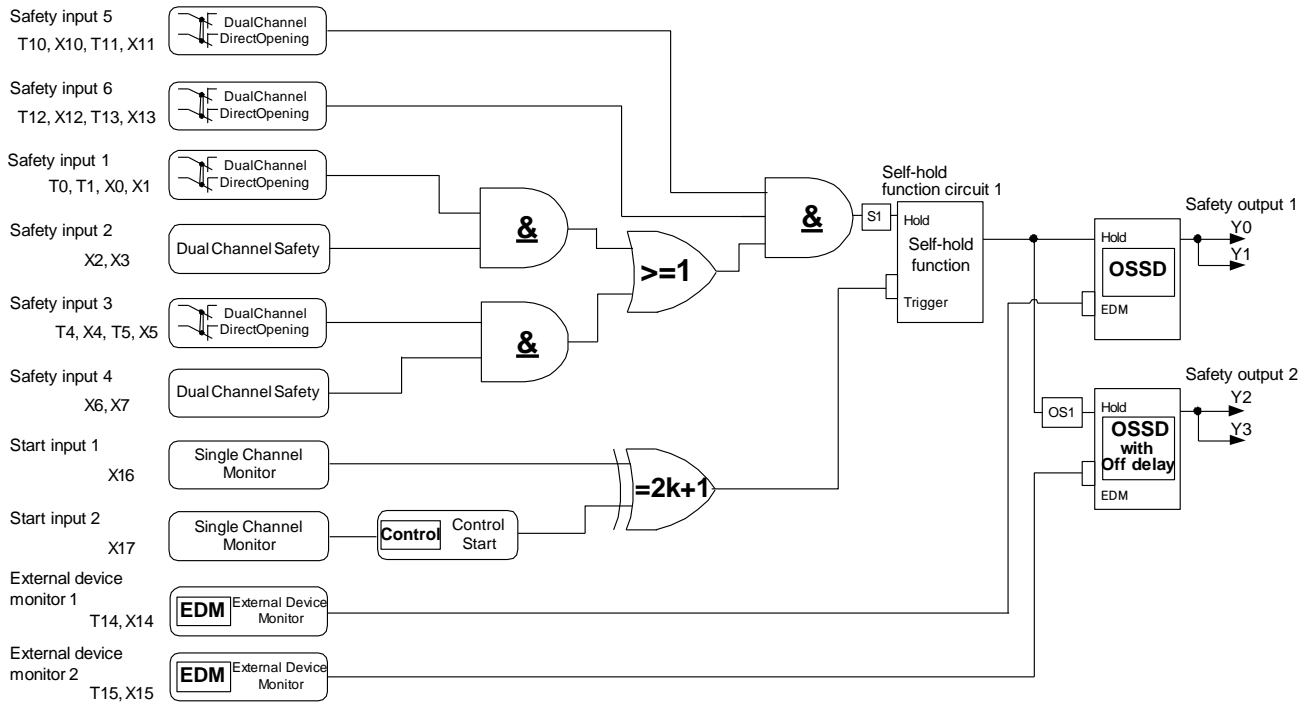 Safety input 5
T10, X10, T11, X11
DualChannel
DirectOpening
Safety input 6
T12, X12, T13, X13
DualChannel
DirectOpening
Safety input 1
T0, T1, X0, X1
DualChannel
DirectOpening
Safety input 2
X2, X3
Dual Channel Safety
Safety input 3
T4, X4, T5, X5
DualChannel
DirectOpening
Safety input 4
X6, X7
Dual Channel Safety
Start input 1
X16
Single Channel
Monitor
Start input 2
X17
Single Channel
Monitor
Control
Control
Start
External device
monitor 1
T14, X14
EDM
External Device
Monitor
External device
monitor 2
T15, X15
EDM
External Device
Monitor
&
&
>=1
=2k+1
&
S1
Self-hold
function circuit 1
Hold
Self-hold
function
Trigger
Hold
OSSD
EDM
Safety output 1
Y0
Y1
OS1
Hold
OSSD
with
Off delay
EDM
Safety output 2
Y2
Y3